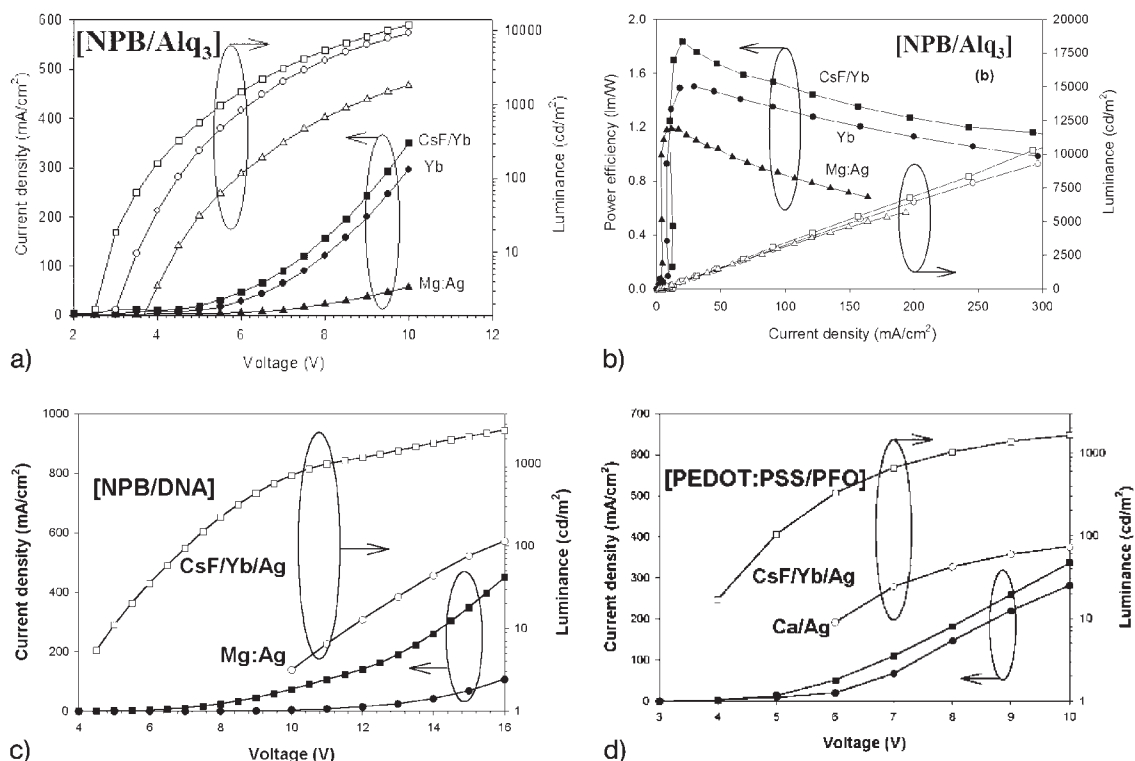 [NPB/Alq3]
600
500
400
300
200
100
0
Current density (mA/cm2)
10000
1000
100
10
1
Luminance (cd/m2)
CsF/Yb
Yb
Mg:Ag
2 4 6 8 10 12
Voltage (V)
a)
[NPB/Alq3]
(b)
2.0
1.6
1.2
0.8
0.4
0.0
Power efficiency (lm/W)
20000
17500
15000
12500
10000
7500
5000
2500
0
Luminance (cd/m2)
CsF/Yb
Yb
Mg:Ag
0 50 100 150 200 250 300
Current density (mA/cm2)
b)
[NPB/DNA]
1000
800
600
400
200
0
Current density (mA/cm2)
1000
100
10
1
Luminance (cd/m2)
CsF/Yb/Ag
Mg:Ag
4 6 8 10 12 14 16
Voltage (V)
c)
[PEDOT:PSS/PFO]
700
600
500
400
300
200
100
0
Current density (mA/cm2)
1000
100
10
1
Luminance (cd/m2)
CsF/Yb/Ag
Ca/Ag
3 4 5 6 7 8 9 10
Voltage (V)
d)